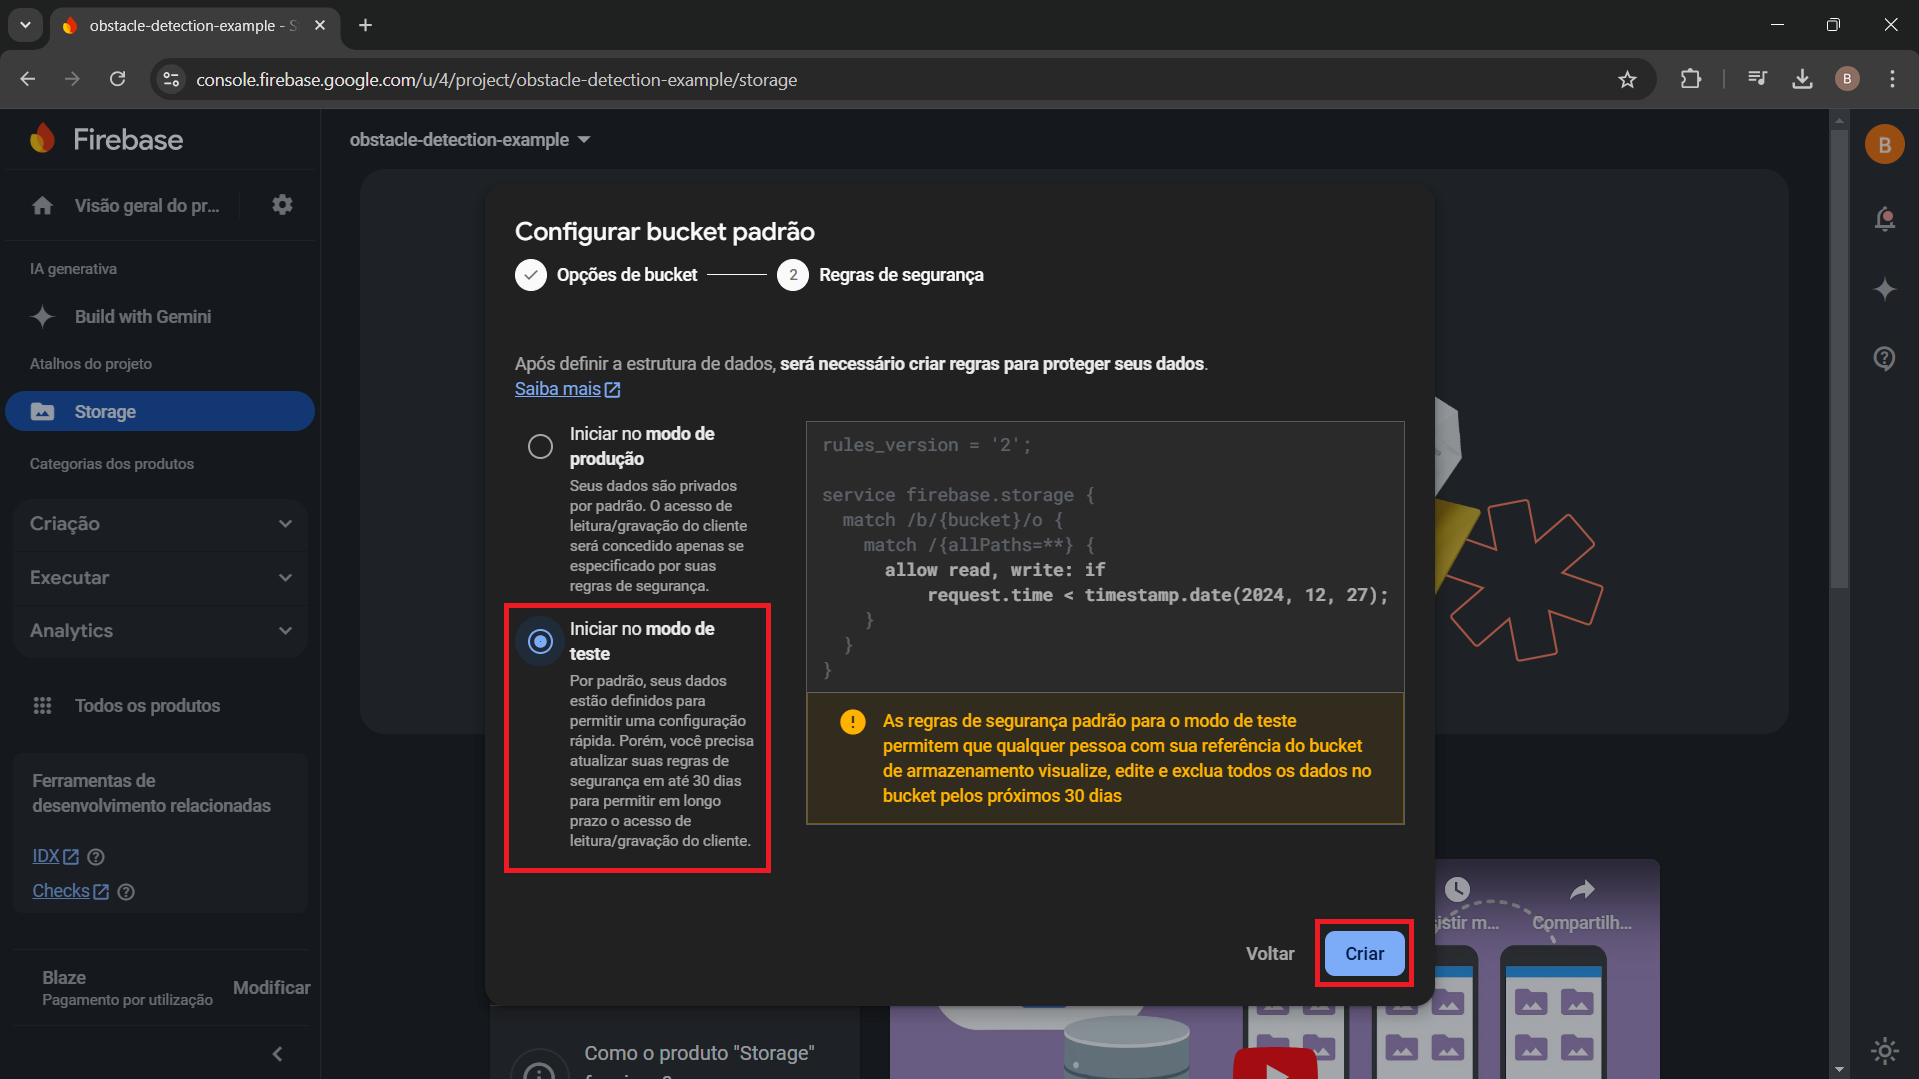 obstacle-detection-example - S
console.firebase.google.com/u/4/project/obstacle-detection-example/storage
B
Firebase
obstacle-detection-example
B
Visão geral do pr...
IA generativa
Build with Gemini
Atalhos do projeto
Storage
Categorias dos produtos
Criação
Executar
Analytics
Todos os produtos
Ferramentas de
desenvolvimento relacionadas
IDX
Checks
Blaze
Pagamento por utilização
Modificar
Configurar bucket padrão
Opções de bucket
2
Regras de segurança
Após definir a estrutura de dados, será necessário criar regras para proteger seus dados.
Saiba mais
Iniciar no modo de
produção
Seus dados são privados
por padrão. O acesso de
leitura/gravação do cliente
será concedido apenas se
especificado por suas
regras de segurança.
Iniciar no modo de
teste
Por padrão, seus dados
estão definidos para
permitir uma configuração
rápida. Porém, você precisa
atualizar suas regras de
segurança em até 30 dias
para permitir em longo
prazo o acesso de
leitura/gravação do cliente.
rules_version = '2';
service firebase.storage {
match /b/{bucket}/o {
match /{allPaths=**} {
allow read, write: if
request.time < timestamp.date(2024, 12, 27);
}
}
}
As regras de segurança padrão para o modo de teste
permitem que qualquer pessoa com sua referência do bucket
de armazenamento visualize, edite e exclua todos os dados no
bucket pelos próximos 30 dias
Voltar
Criar
istir m...
Compartilh...
Como o produto "Storage"